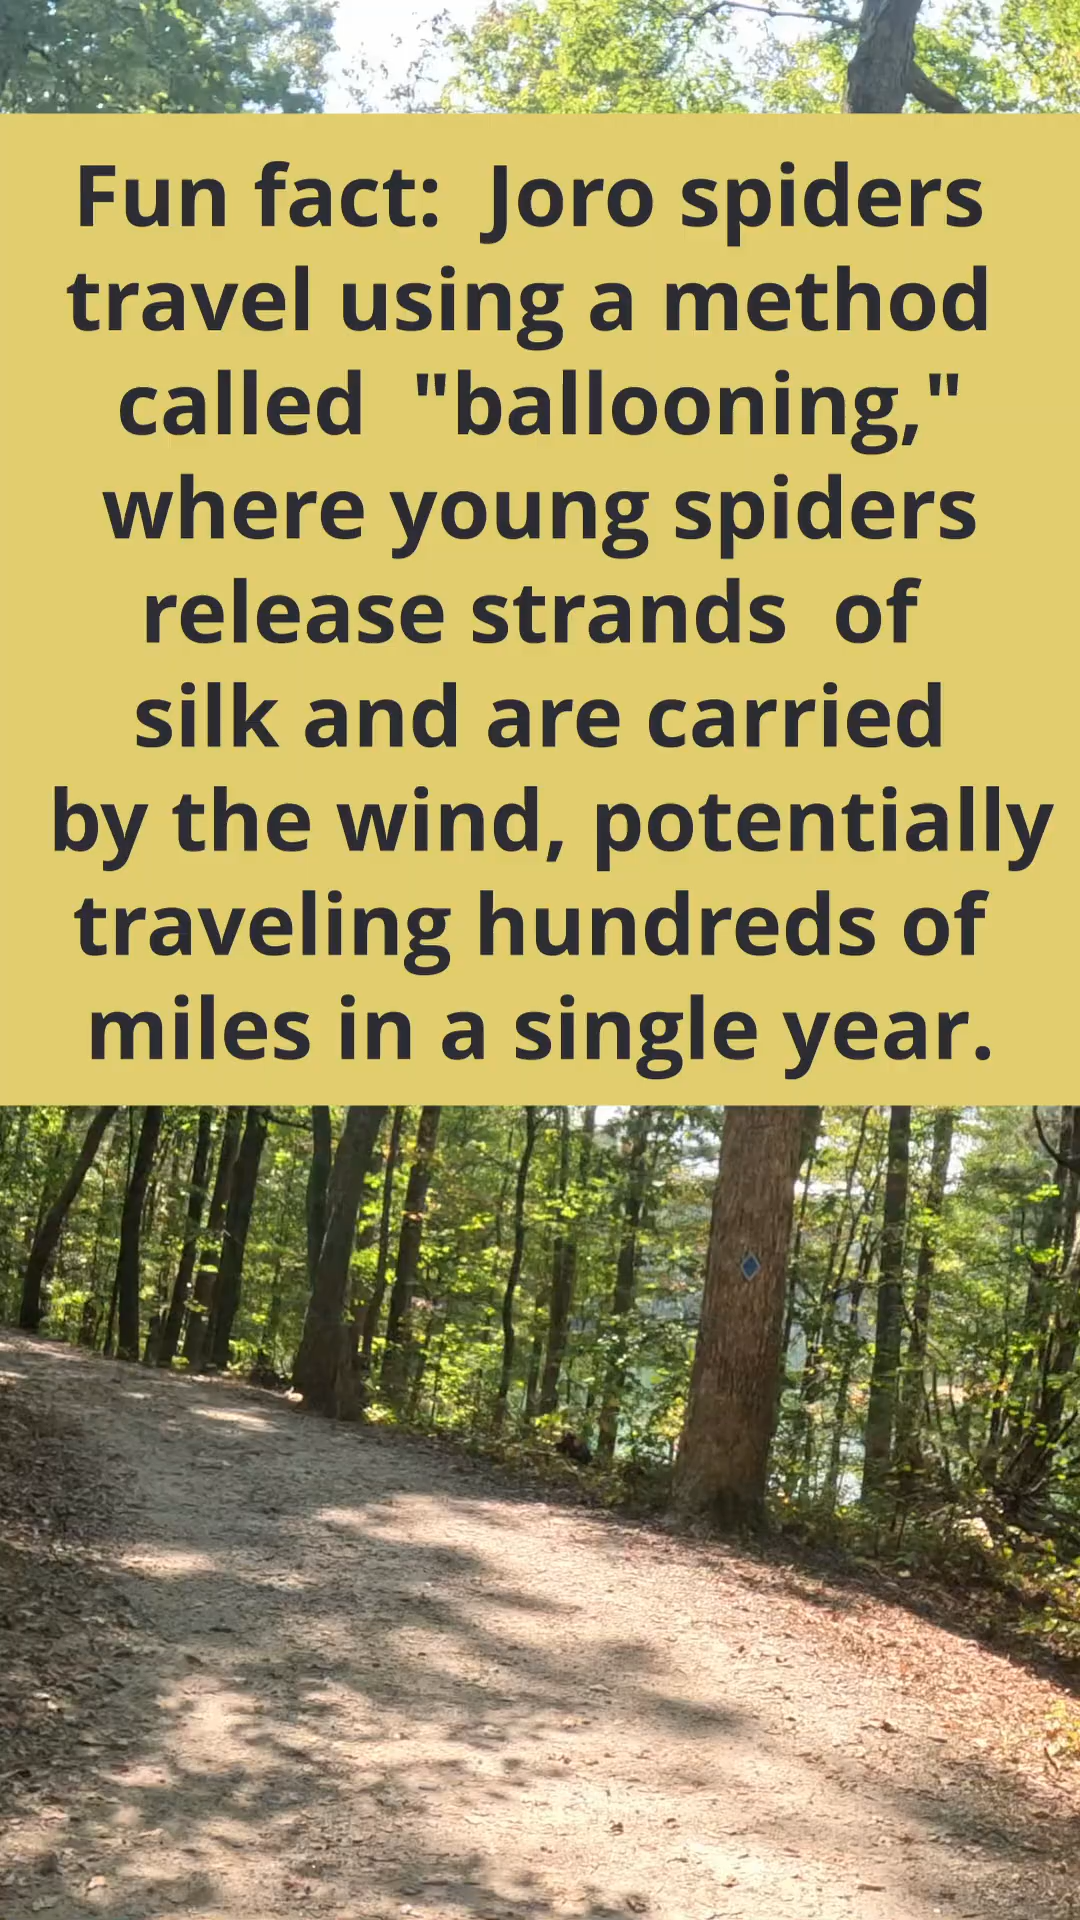 Fun fact:  Joro spiders
travel using a method
called  "ballooning,"
where young spiders
release strands  of
silk and are carried
by the wind, potentially
traveling hundreds of
miles in a single year.